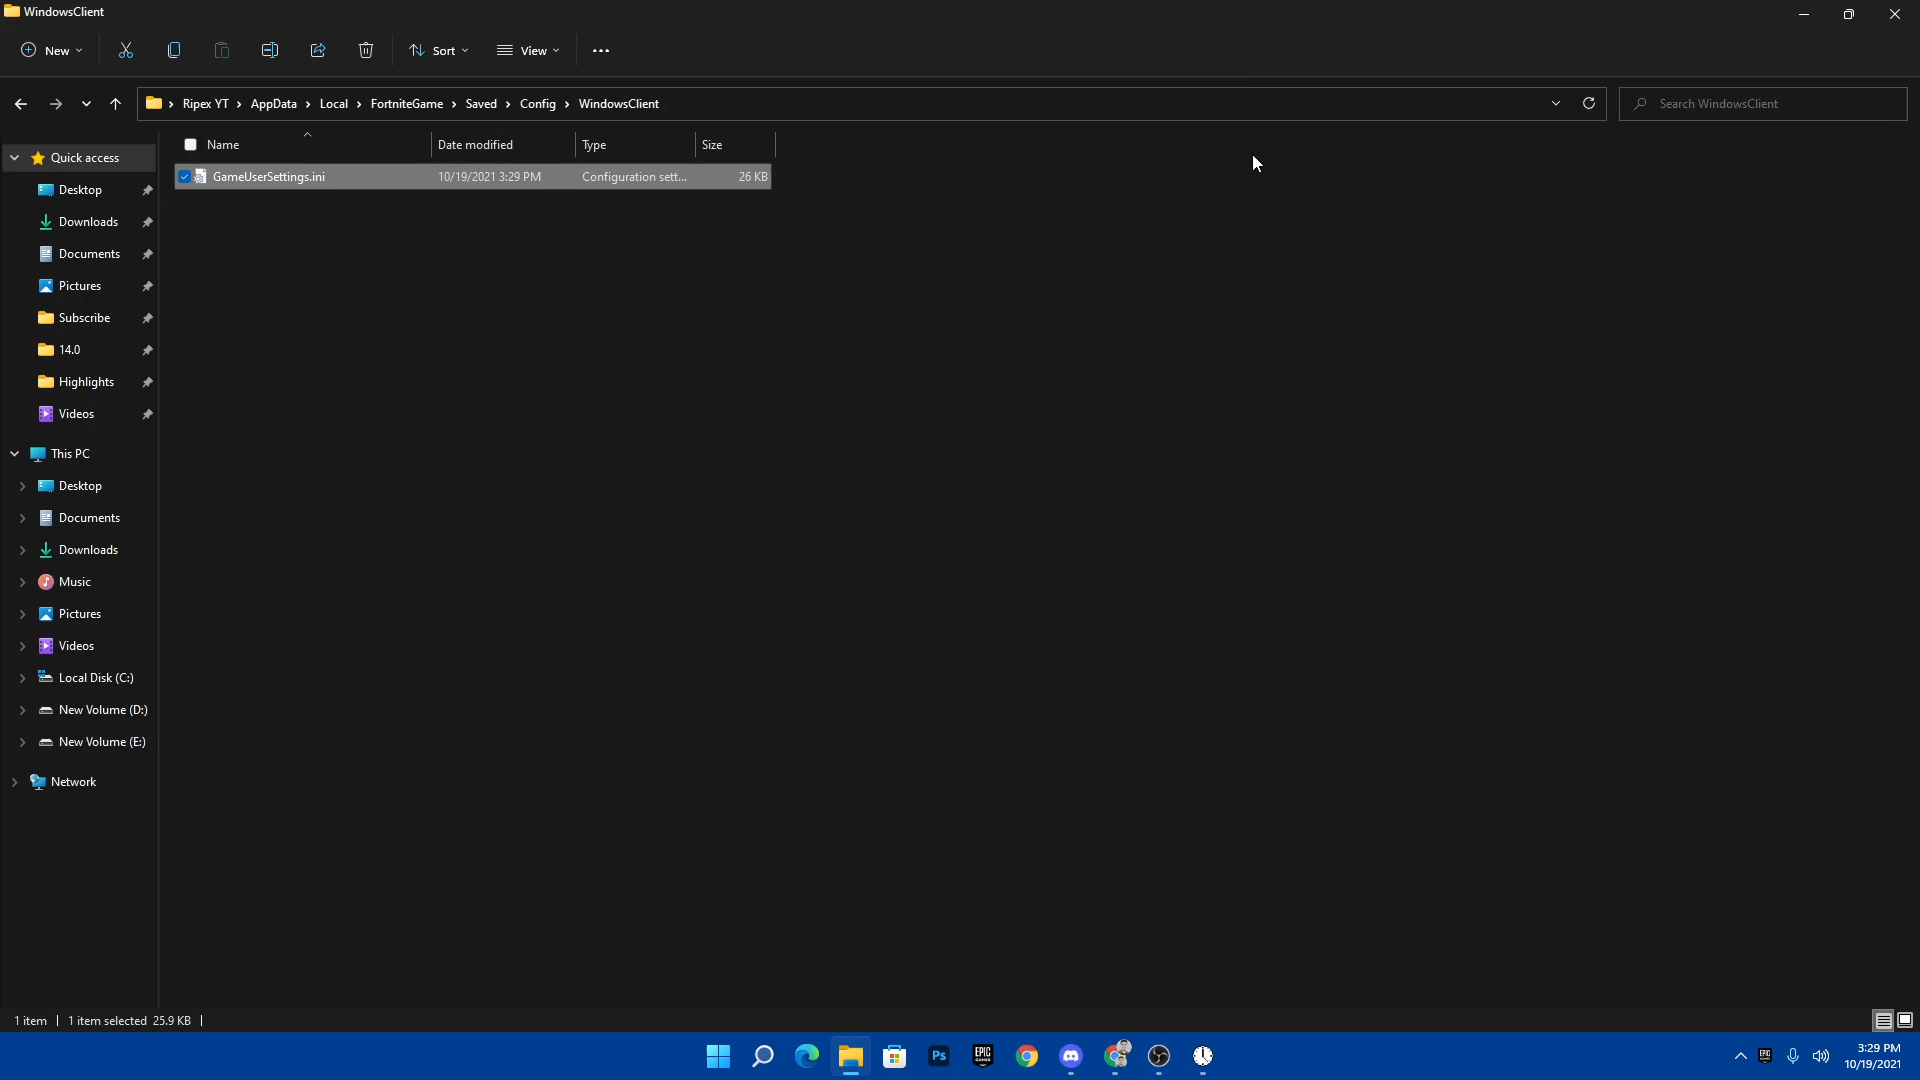 WindowsClient
New
Sort
View
Ripex YT > AppData > Local > FortniteGame > Saved > Config > WindowsClient
Search WindowsClient
Name Date modified Type Size
GameUserSettings.ini 10/19/2021 3:29 PM Configuration sett... 26 KB
Quick access
Desktop
Downloads
Documents
Pictures
Subscribe
14.0
Highlights
Videos
This PC
Desktop
Documents
Downloads
Music
Pictures
Videos
Local Disk (C:)
New Volume (D:)
New Volume (E:)
Network
1 item | 1 item selected 25.9 KB |
Ps
EPIC GAMES
3:29 PM
10/19/2021